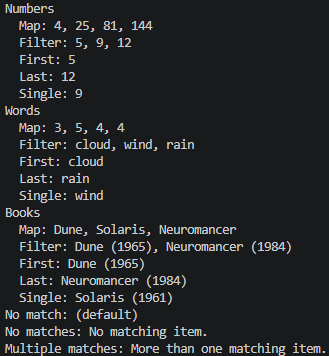 Numbers
  Map: 4, 25, 81, 144
  Filter: 5, 9, 12
  First: 5
  Last: 12
  Single: 9
Words
  Map: 3, 5, 4, 4
  Filter: cloud, wind, rain
  First: cloud
  Last: rain
  Single: wind
Books
  Map: Dune, Solaris, Neuromancer
  Filter: Dune (1965), Neuromancer (1984)
  First: Dune (1965)
  Last: Neuromancer (1984)
  Single: Solaris (1961)
No match: (default)
No matches: No matching item.
Multiple matches: More than one matching item.